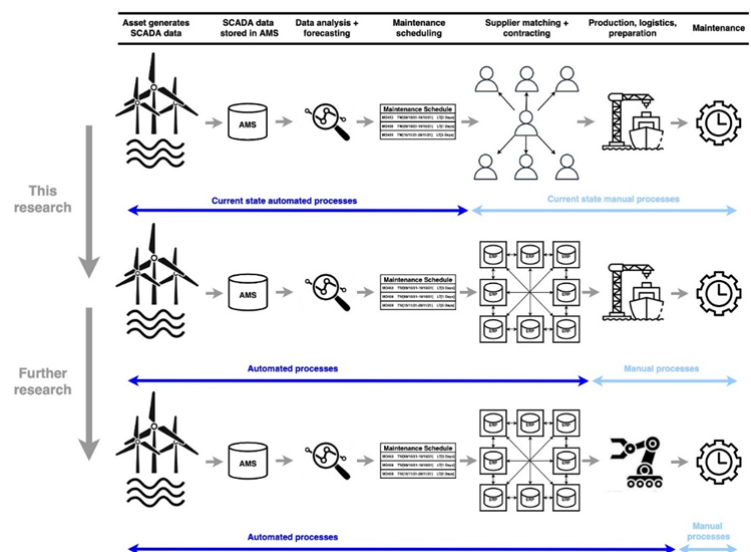 Asset generates SCADA data
SCADA data stored in AMS
Data analysis + forecasting
Maintenance scheduling
Supplier matching + contracting
Production, logistics, preparation
Maintenance
AMS
Maintenance Schedule
This research
Current state automated processes
Current state manual processes
AMS
Maintenance Schedule
Further research
Automated processes
Manual processes
AMS
Maintenance Schedule
Automated processes
Manual processes